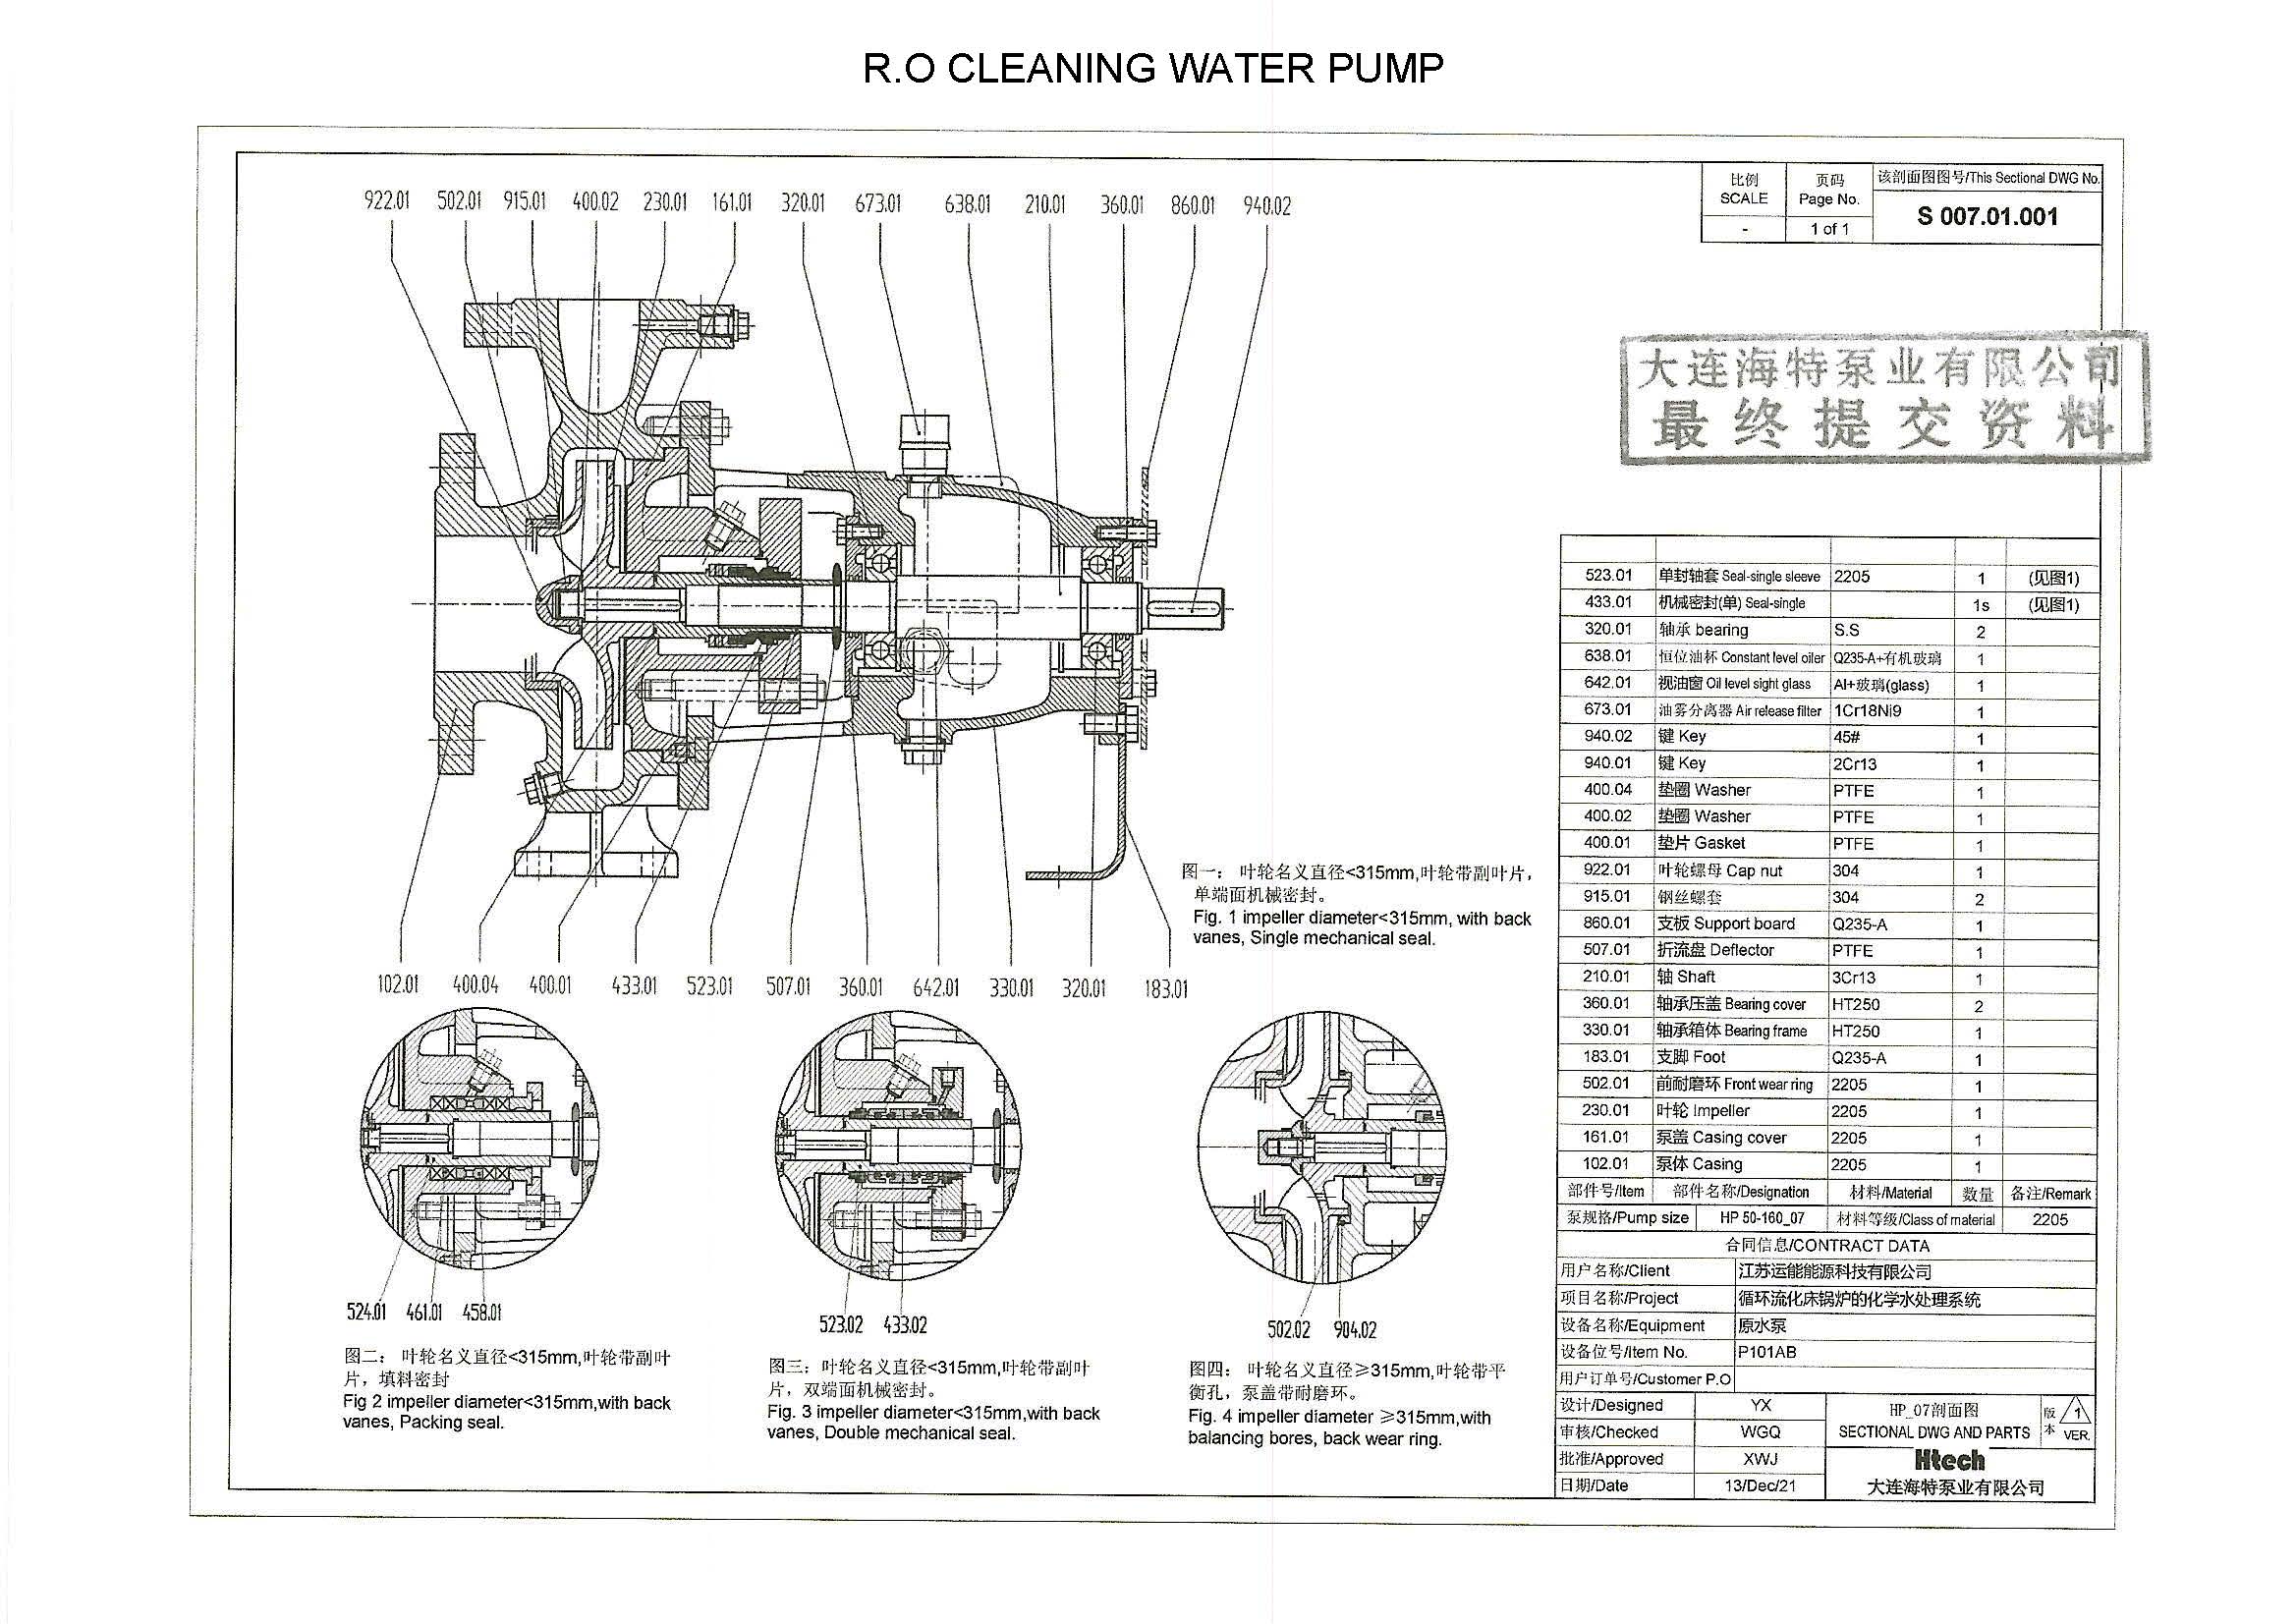 R.O CLEANING WATER PUMP
比例 SCALE
页码 Page No.
该剖面图图号/This Sectional DWG No.
-
1 of 1
S 007.01.001
922.01 502.01 915.01 400.02 230.01 161.01 320.01 673.01 638.01 210.01 360.01 860.01 940.02
大连海特泵业有限公司
最终提交资料
图一: 叶轮名义直径<315mm,叶轮带副叶片,
单端面机械密封。
Fig. 1 impeller diameter<315mm, with back
vanes, Single mechanical seal.
102.01 400.04 400.01 433.01 523.01 507.01 360.01 642.01 330.01 320.01 183.01
524.01 461.01 458.01
图二: 叶轮名义直径<315mm,叶轮带副叶
片, 填料密封
Fig 2 impeller diameter<315mm,with back
vanes, Packing seal.
523.02 433.02
图三: 叶轮名义直径<315mm,叶轮带副叶
片, 双端面机械密封。
Fig. 3 impeller diameter<315mm,with back
vanes, Double mechanical seal.
502.02 904.02
图四: 叶轮名义直径≥315mm,叶轮带平
衡孔, 泵盖带耐磨环。
Fig. 4 impeller diameter ≥315mm,with
balancing bores, back wear ring.
523.01 单封轴套 Seal-single sleeve 2205 1 (见图1)
433.01 机械密封(单) Seal-single 1s (见图1)
320.01 轴承 bearing S.S 2
638.01 恒位油杯 Constant level oiler Q235-A+有机玻璃 1
642.01 视油窗 Oil level sight glass Al+玻璃(glass) 1
673.01 油雾分离器 Air release filter 1Cr18Ni9 1
940.02 键 Key 45# 1
940.01 键 Key 2Cr13 1
400.04 垫圈 Washer PTFE 1
400.02 垫圈 Washer PTFE 1
400.01 垫片 Gasket PTFE 1
922.01 叶轮螺母 Cap nut 304 1
915.01 钢丝螺套 304 2
860.01 支板 Support board Q235-A 1
507.01 折流盘 Deflector PTFE 1
210.01 轴 Shaft 3Cr13 1
360.01 轴承压盖 Bearing cover HT250 2
330.01 轴承箱体 Bearing frame HT250 1
183.01 支脚 Foot Q235-A 1
502.01 前耐磨环 Front wear ring 2205 1
230.01 叶轮 Impeller 2205 1
161.01 泵盖 Casing cover 2205 1
102.01 泵体 Casing 2205 1
部件号/Item 部件名称/Designation 材料/Material 数量 备注/Remark
泵规格/Pump size HP 50-160_07 材料等级/Class of material 2205
合同信息/CONTRACT DATA
用户名称/Client 江苏运能能源科技有限公司
项目名称/Project 循环流化床锅炉的化学水处理系统
设备名称/Equipment 原水泵
设备位号/Item No. P101AB
用户订单号/Customer P.O
设计/Designed YX
审核/Checked WGQ
批准/Approved XWJ
日期/Date 13/Dec/21
HP_07剖面图
SECTIONAL DWG AND PARTS
版本 VER. 1
Htech
大连海特泵业有限公司